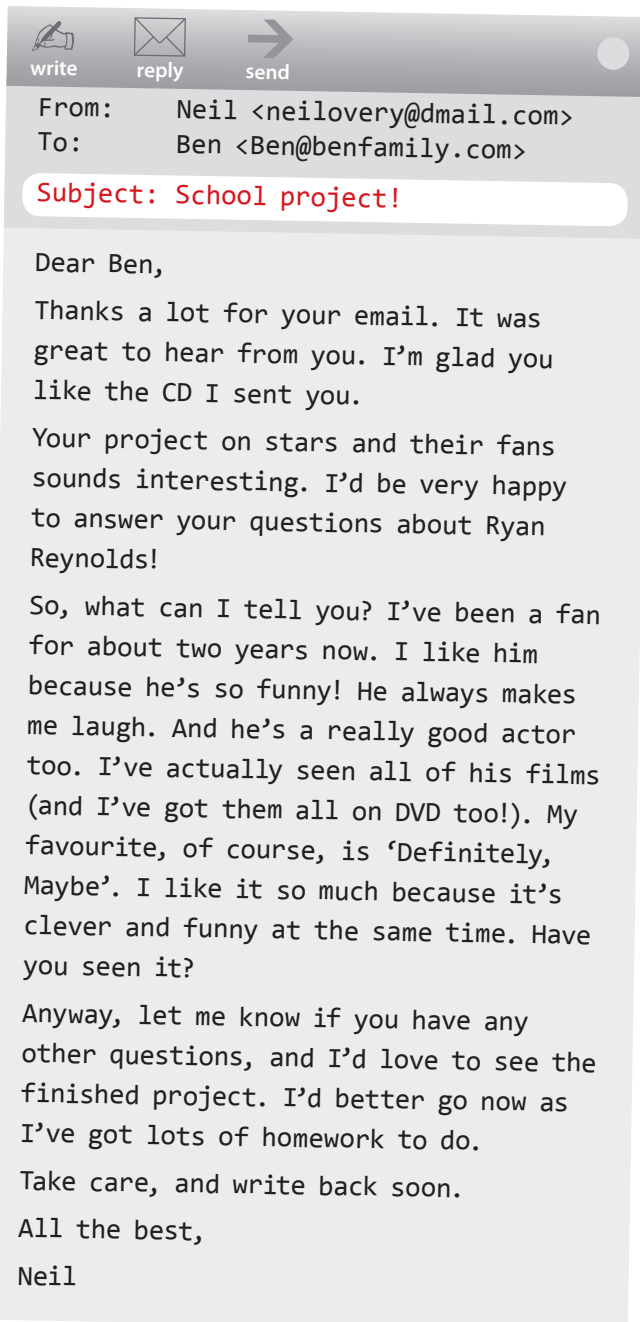 write reply send
From: Neil <neilovery@dmail.com>
To: Ben <Ben@benfamily.com>
Subject: School project!
Dear Ben,
Thanks a lot for your email. It was
great to hear from you. I’m glad you
like the CD I sent you.
Your project on stars and their fans
sounds interesting. I’d be very happy
to answer your questions about Ryan
Reynolds!
So, what can I tell you? I’ve been a fan
for about two years now. I like him
because he’s so funny! He always makes
me laugh. And he’s a really good actor
too. I’ve actually seen all of his films
(and I’ve got them all on DVD too!). My
favourite, of course, is ‘Definitely,
Maybe’. I like it so much because it’s
clever and funny at the same time. Have
you seen it?
Anyway, let me know if you have any
other questions, and I’d love to see the
finished project. I’d better go now as
I’ve got lots of homework to do.
Take care, and write back soon.
All the best,
Neil